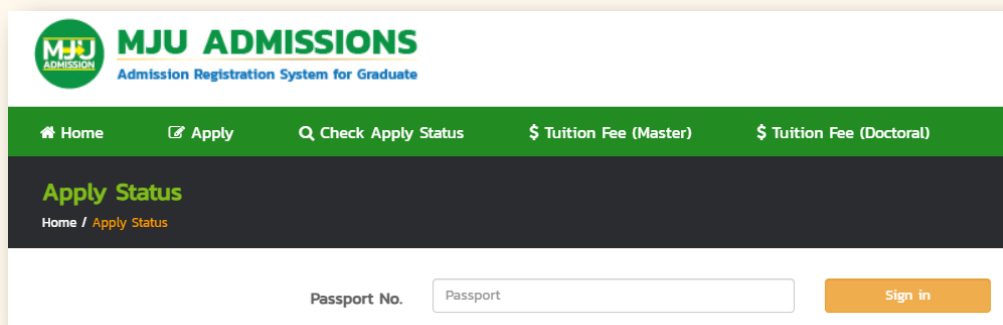 MJU
ADMISSION
MJU ADMISSIONS
Admission Registration System for Graduate
Home Apply Check Apply Status $ Tuition Fee (Master) $ Tuition Fee (Doctoral)
Apply Status
Home / Apply Status
Passport No. Passport Sign in